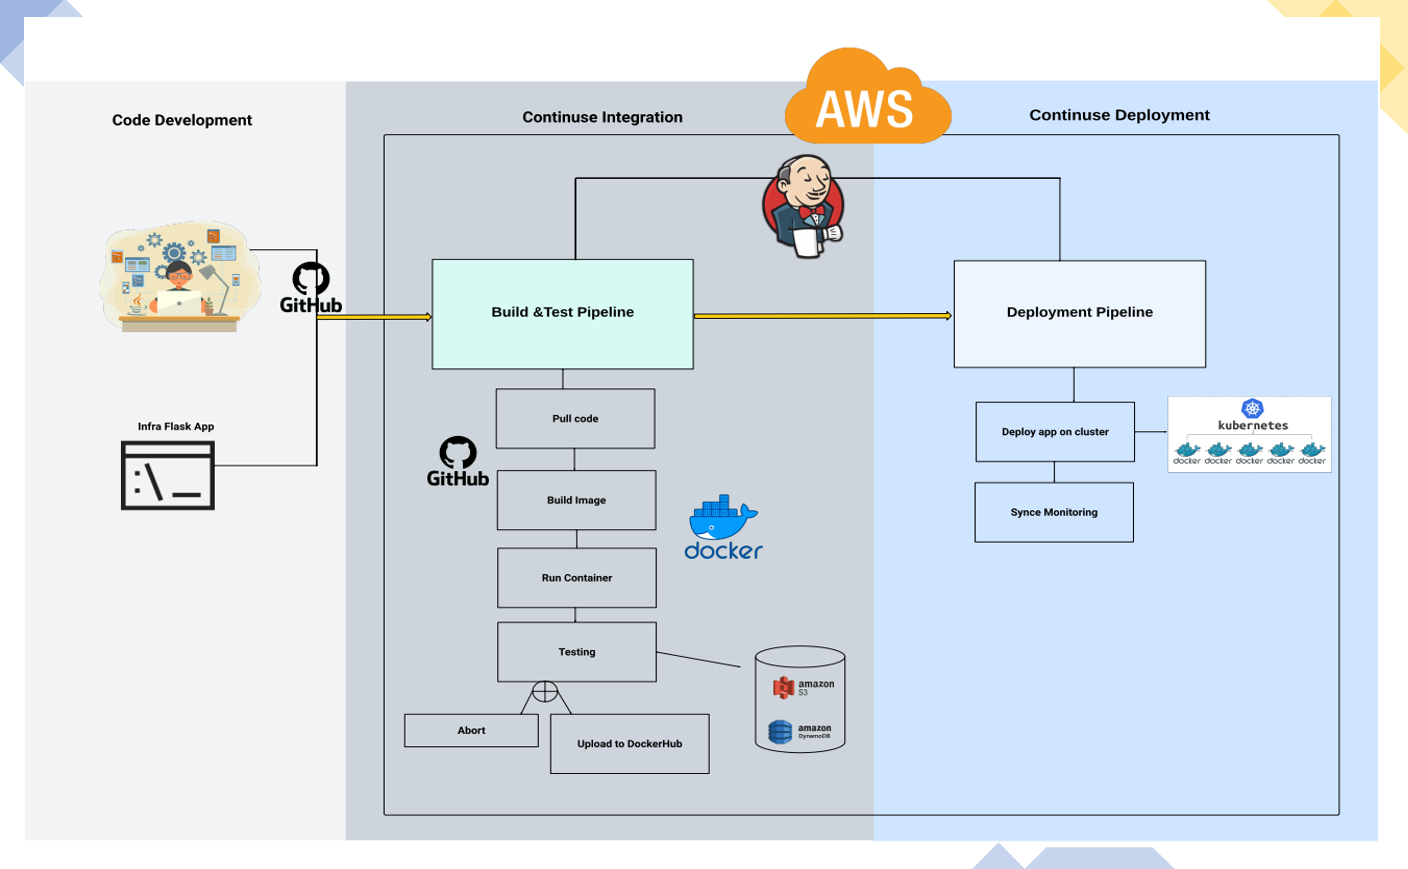 Code Development
Continuse Integration
AWS
Continuse Deployment
GitHub
Build &Test Pipeline
Deployment Pipeline
Infra Flask App
:\_
Pull code
GitHub
Build Image
docker
Run Container
Testing
Abort
Upload to DockerHub
amazon
S3
amazon
DynamoDB
Deploy app on cluster
kubernetes
docker docker docker docker docker
Synce Monitoring